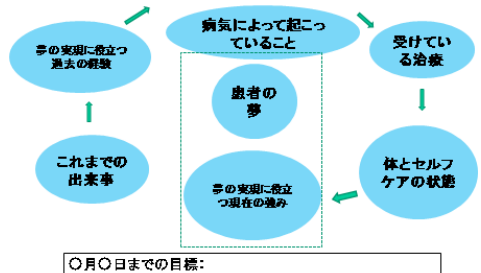 病気によって起こっ
ていること
夢の実現に役立つ
過去の経験
受けてい
る治療
患者の
夢
これまでの
出来事
体とセルフ
ケアの状態
夢の実現に役立
つ現在の強み
〇月〇日までの目標: